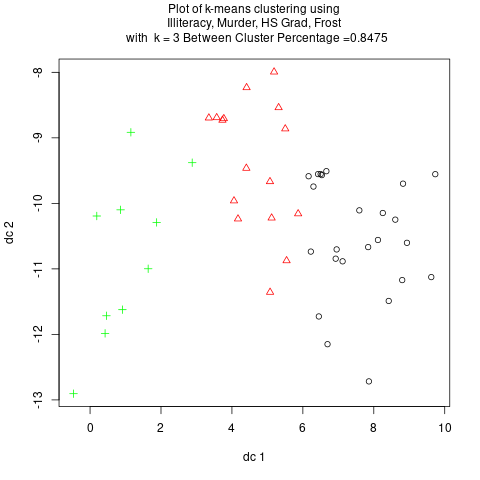 Plot of k-means clustering using
Illiteracy, Murder, HS Grad, Frost
with k = 3 Between Cluster Percentage =0.8475
-8
-9
-10
-11
-12
-13
dc 2
0
2
4
6
8
10
dc 1